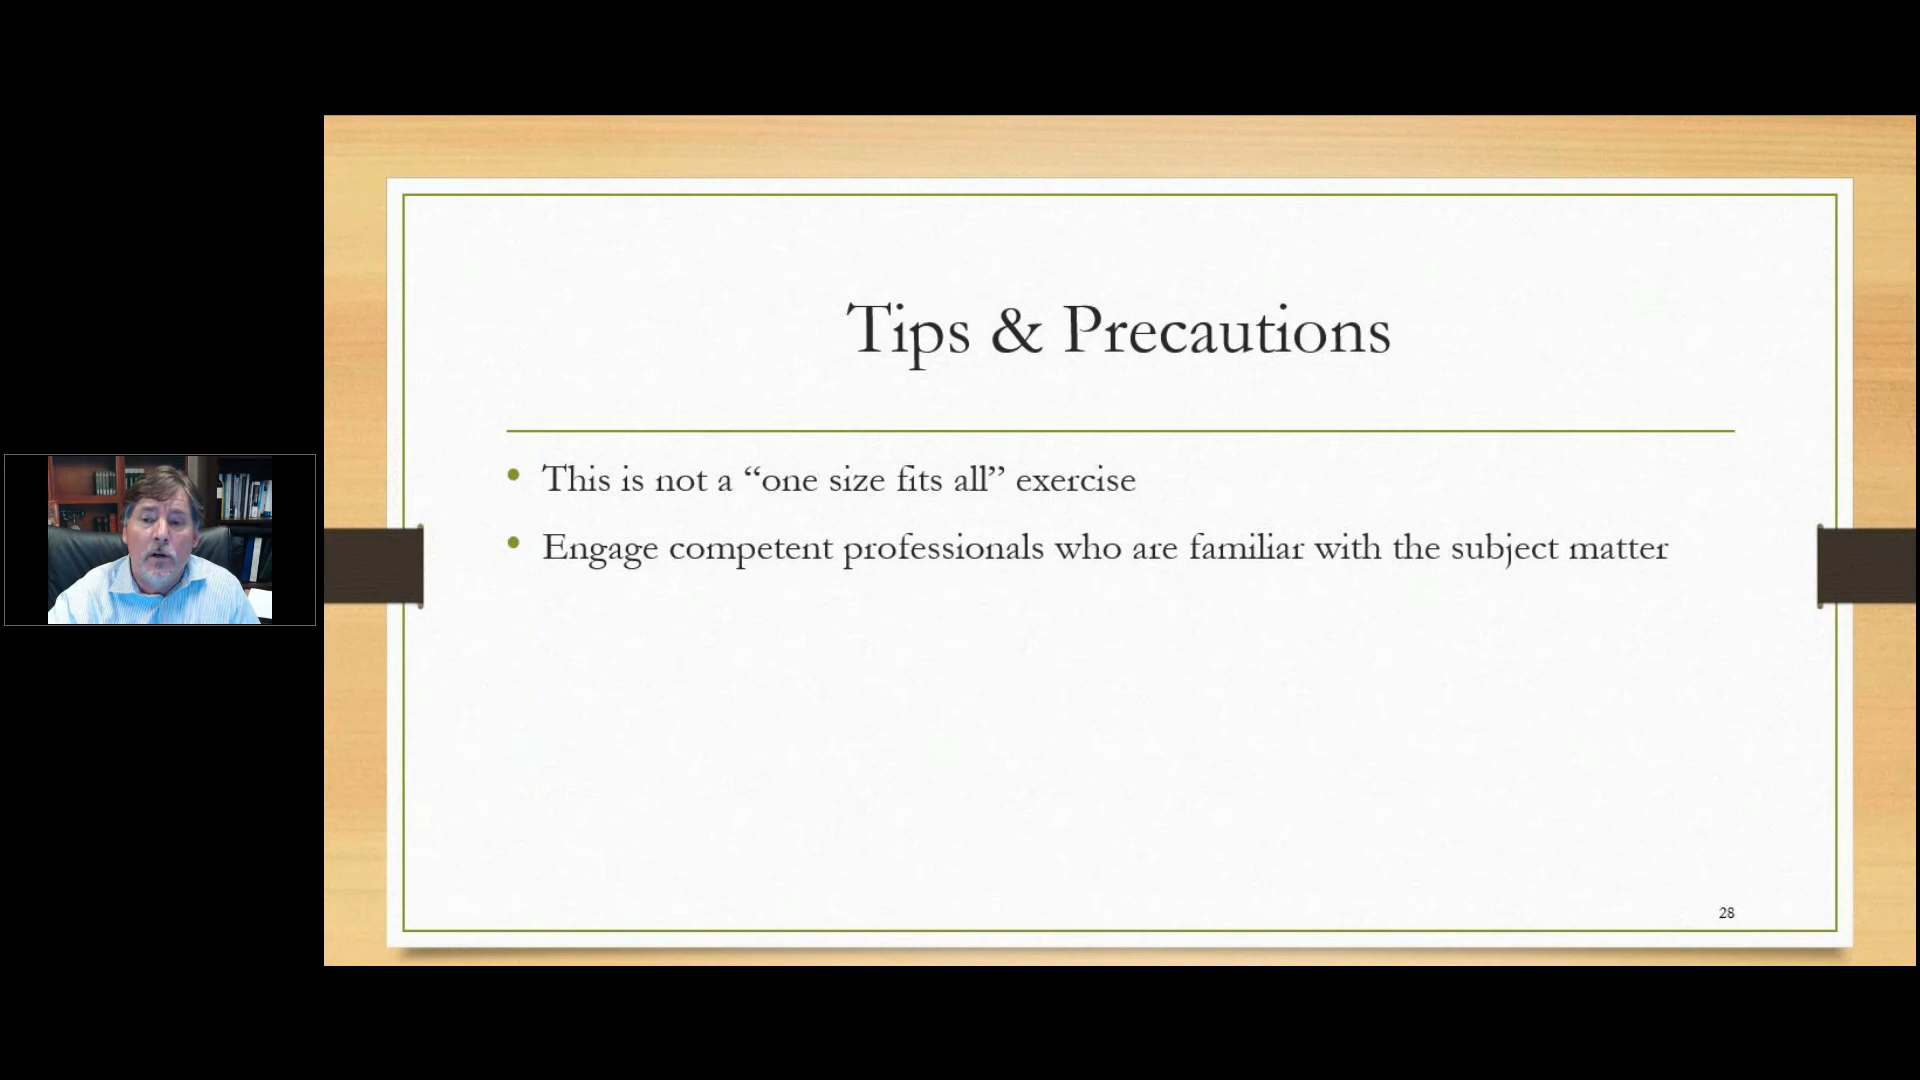 Tips & Precautions
This is not a “one size fits all” exercise
Engage competent professionals who are familiar with the subject matter
28